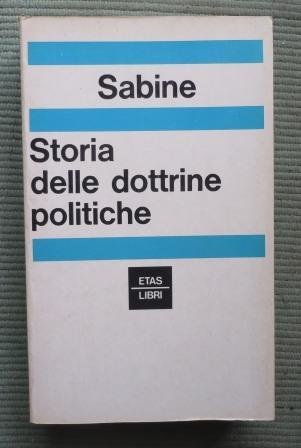 Sabine
Storia
delle dottrine
politiche
ETAS
LIBRI